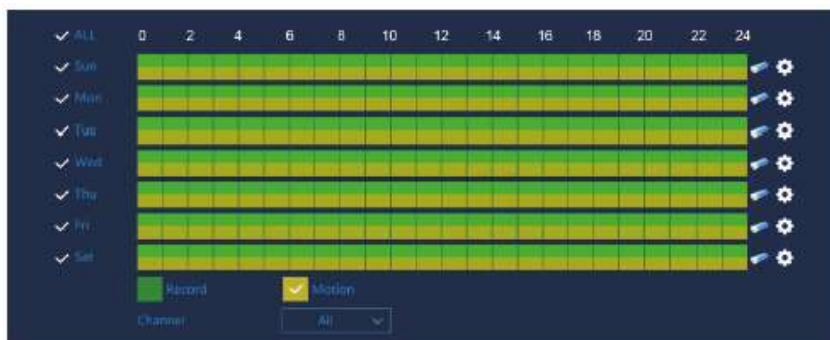 ALL 0 2 4 6 8 10 12 14 16 18 20 22 24
Sun
Mon
Tue
Wed
Thu
Fri
Sat
Record Motion
Channel All